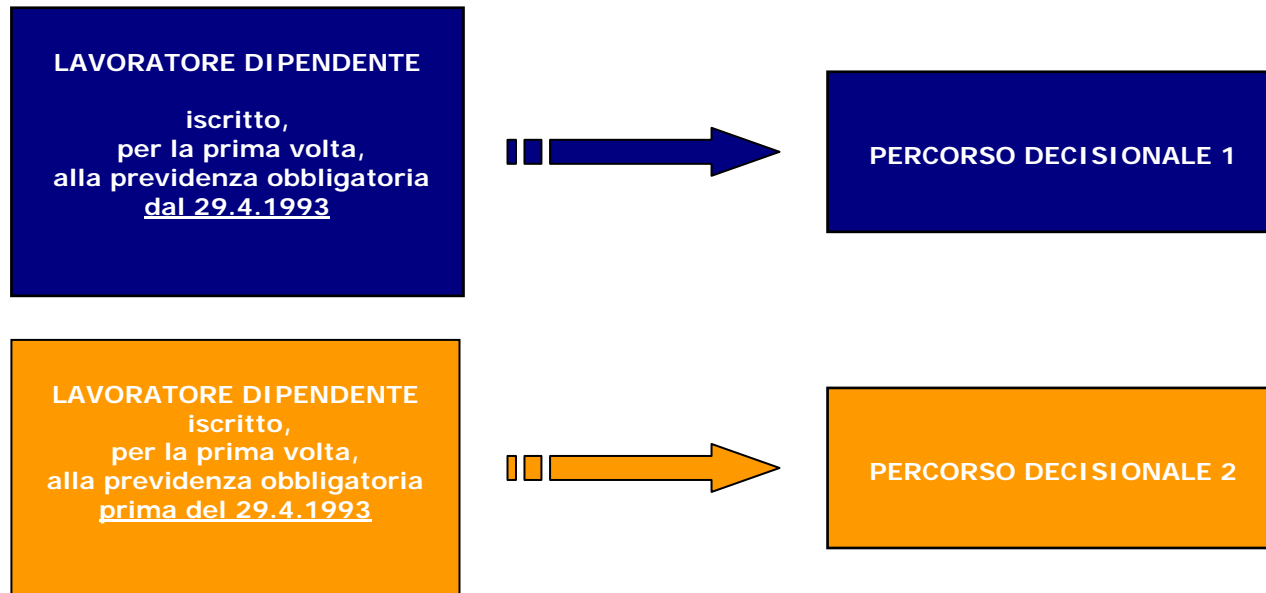 LAVORATORE DIPENDENTE
iscritto,
per la prima volta,
alla previdenza obbligatoria
dal 29.4.1993
PERCORSO DECISIONALE 1
LAVORATORE DIPENDENTE
iscritto,
per la prima volta,
alla previdenza obbligatoria
prima del 29.4.1993
PERCORSO DECISIONALE 2